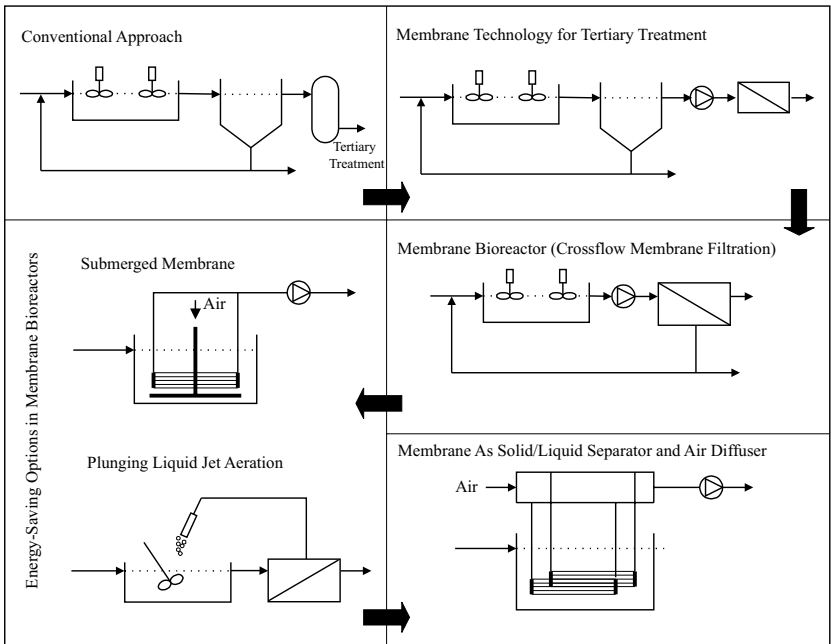 Conventional Approach
Tertiary
Treatment
Membrane Technology for Tertiary Treatment
Membrane Bioreactor (Crossflow Membrane Filtration)
Energy-Saving Options in Membrane Bioreactors
Submerged Membrane
Air
Plunging Liquid Jet Aeration
Membrane As Solid/Liquid Separator and Air Diffuser
Air